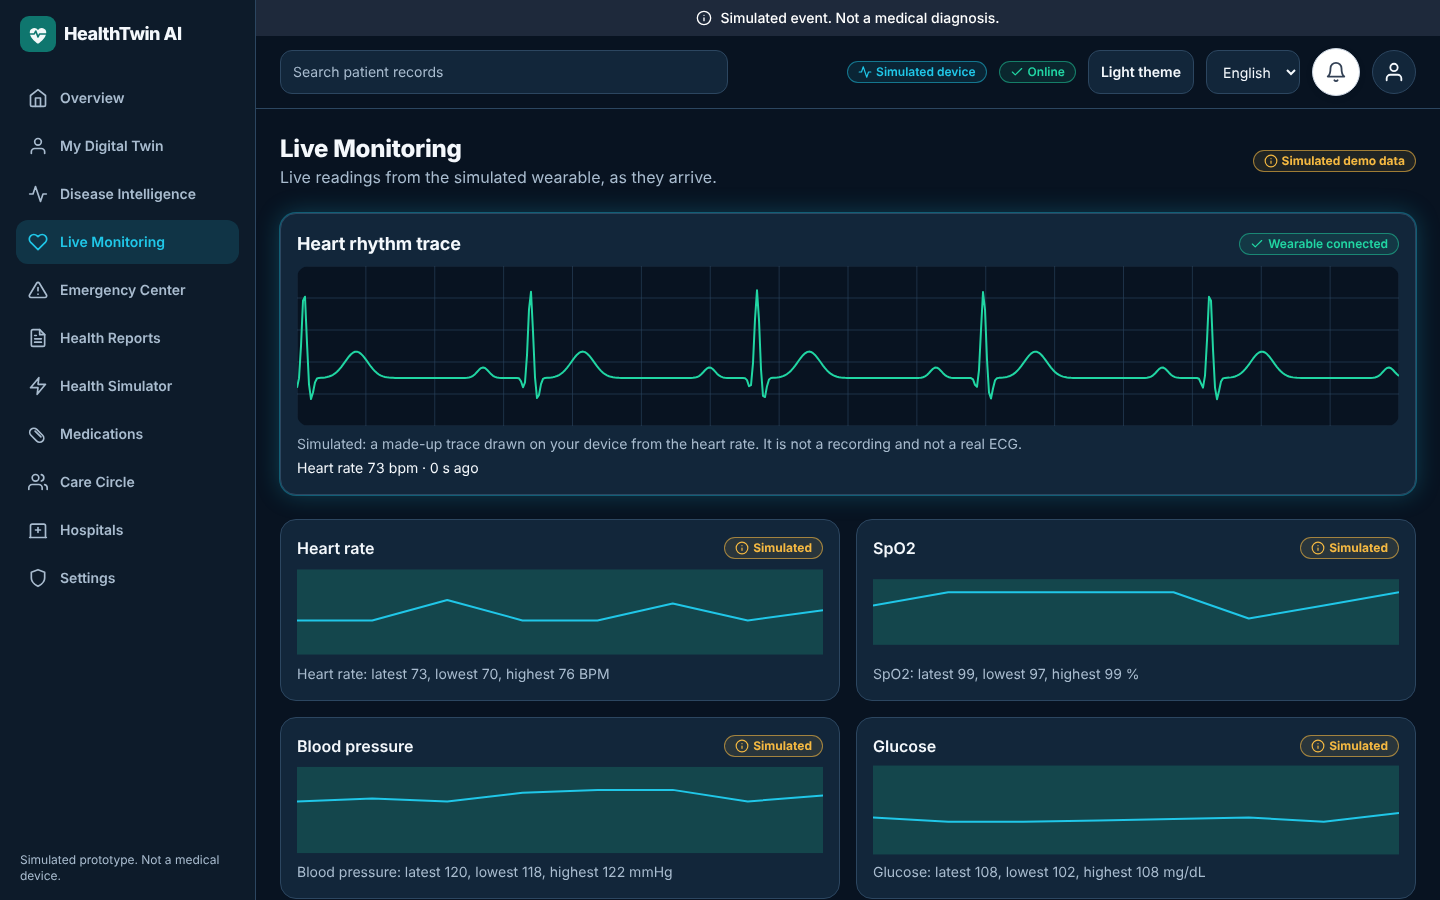 HealthTwin AI
Overview
My Digital Twin
Disease Intelligence
Live Monitoring
Emergency Center
Health Reports
Health Simulator
Medications
Care Circle
Hospitals
Settings
Simulated prototype. Not a medical
device.
Simulated event. Not a medical diagnosis.
Search patient records
Simulated device
Online
Light theme
English
Live Monitoring
Live readings from the simulated wearable, as they arrive.
Simulated demo data
Heart rhythm trace
Wearable connected
Simulated: a made-up trace drawn on your device from the heart rate. It is not a recording and not a real ECG.
Heart rate 73 bpm · 0 s ago
Heart rate
Simulated
Heart rate: latest 73, lowest 70, highest 76 BPM
SpO2
Simulated
SpO2: latest 99, lowest 97, highest 99 %
Blood pressure
Simulated
Blood pressure: latest 120, lowest 118, highest 122 mmHg
Glucose
Simulated
Glucose: latest 108, lowest 102, highest 108 mg/dL